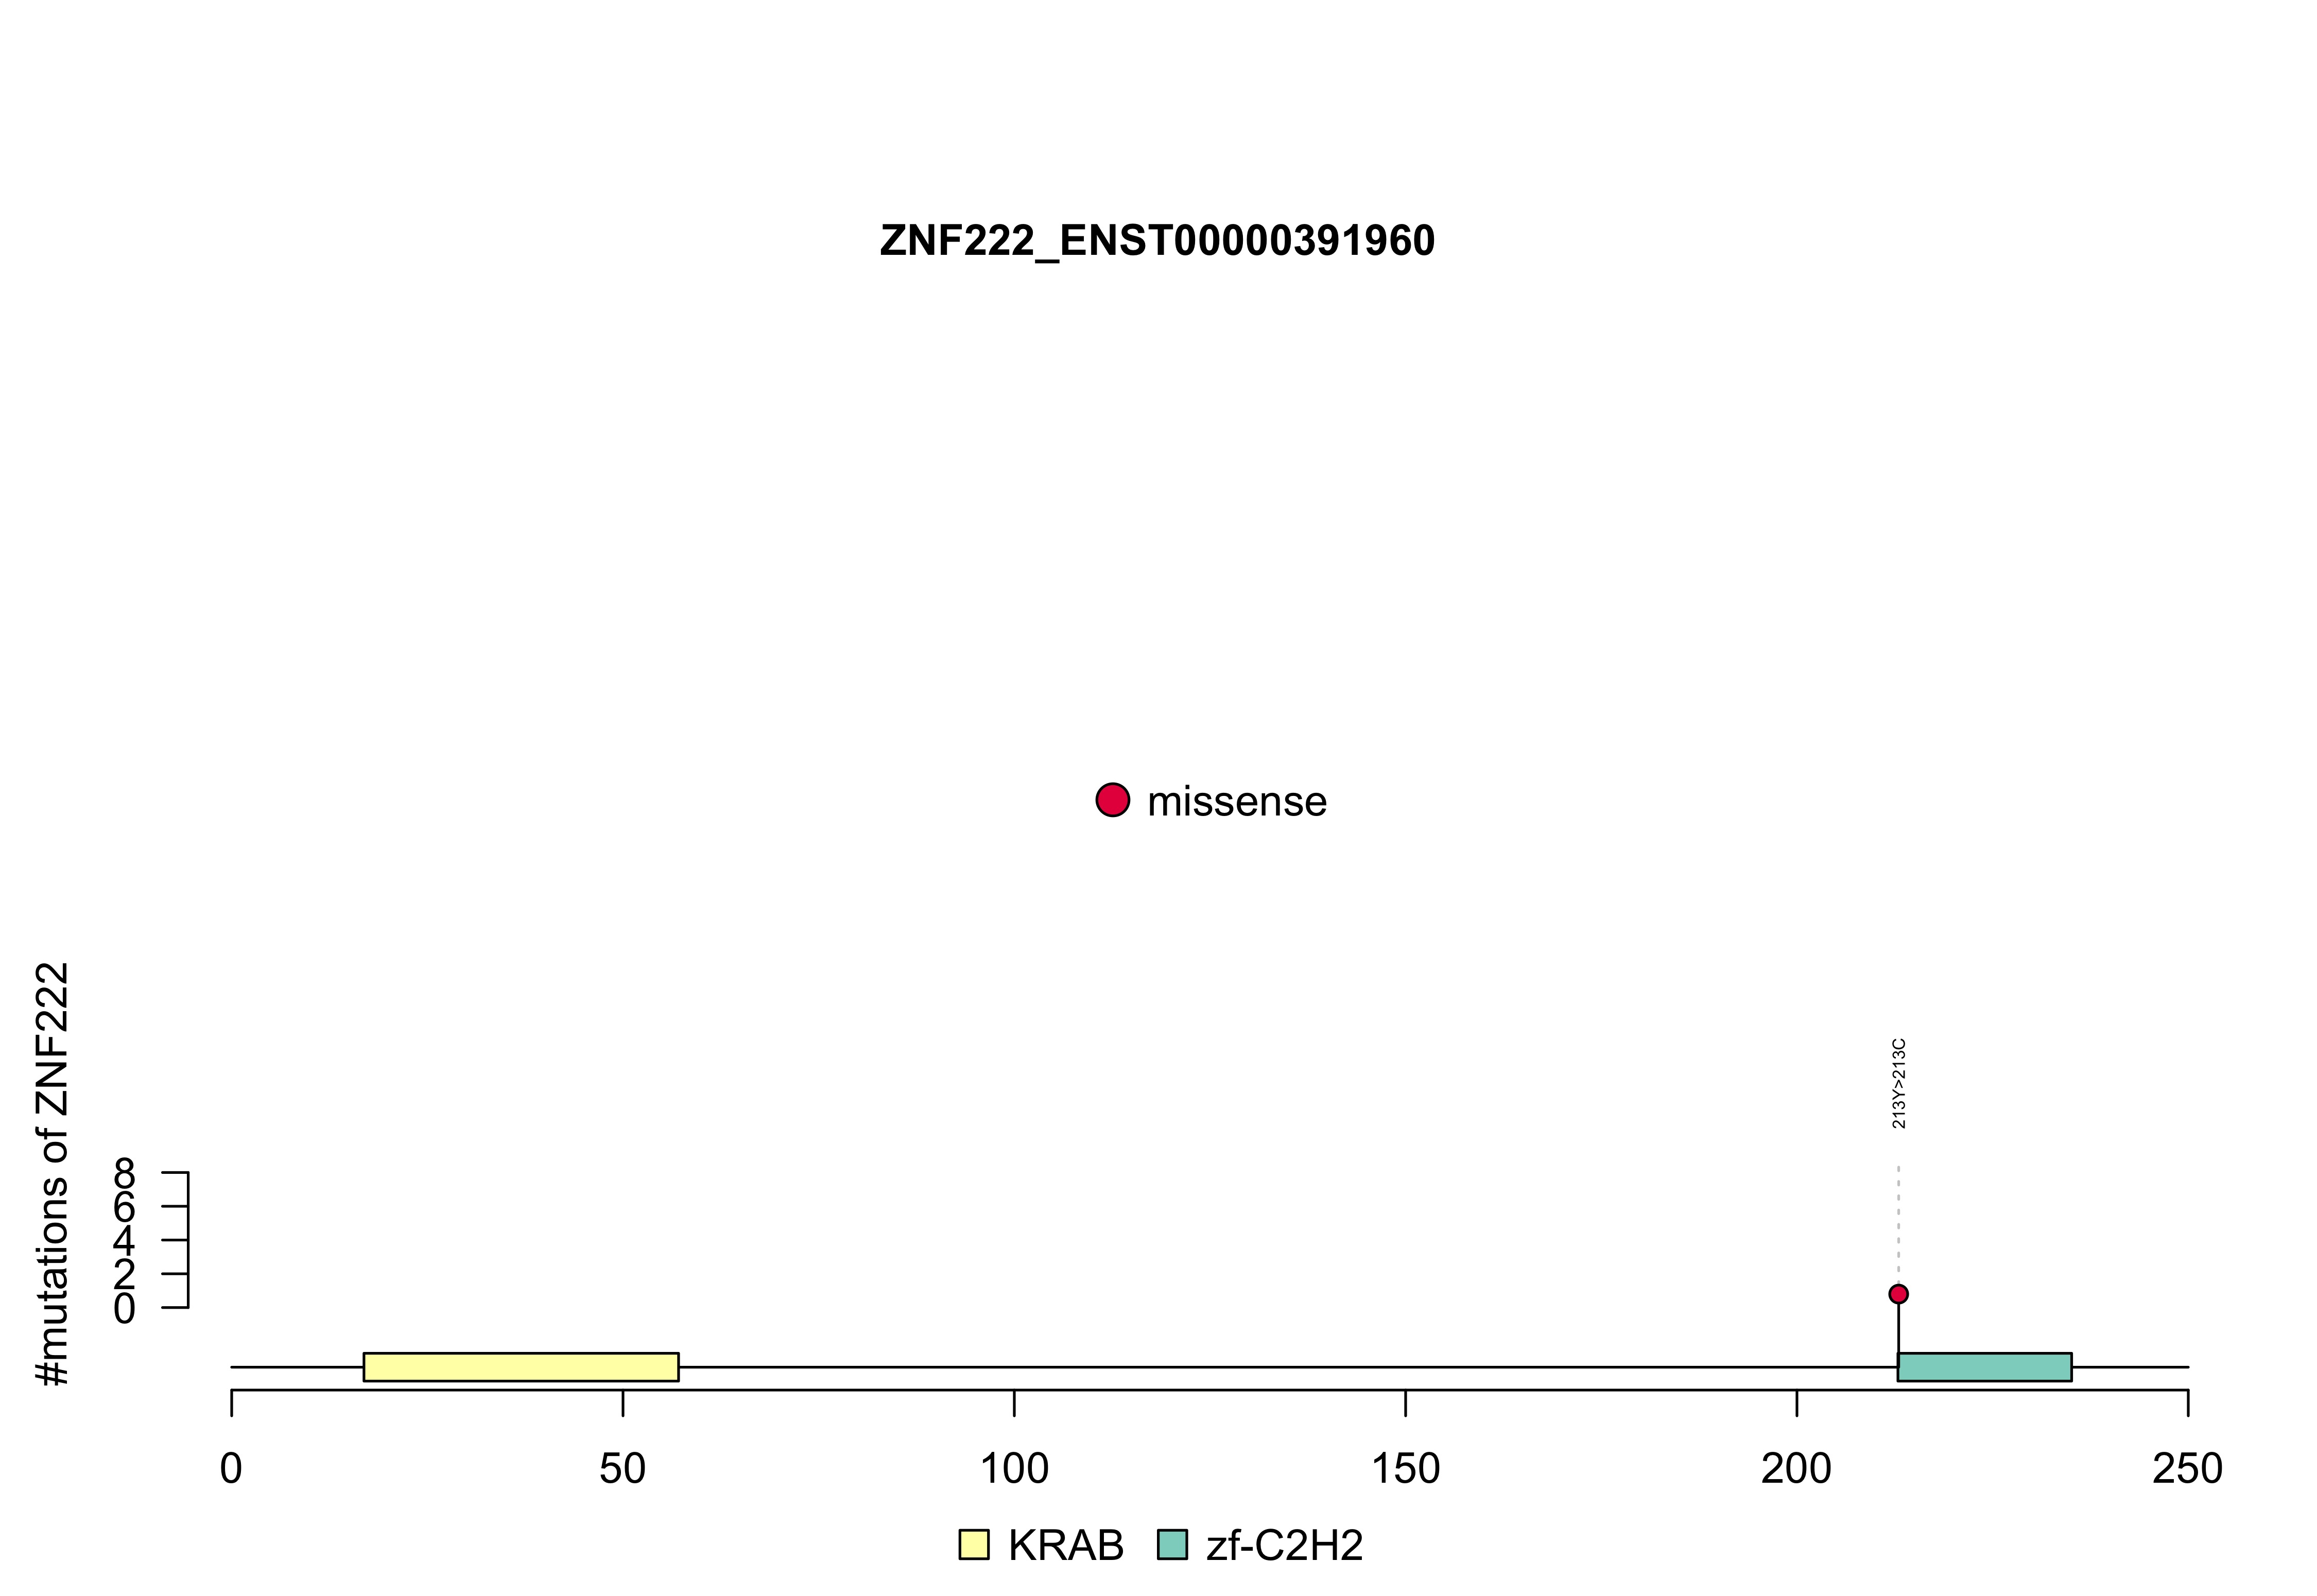 ZNF222_ENST00000391960
missense
#mutations of ZNF222
213Y>213C
8
6
4
2
0
0 50 100 150 200 250
KRAB zf-C2H2